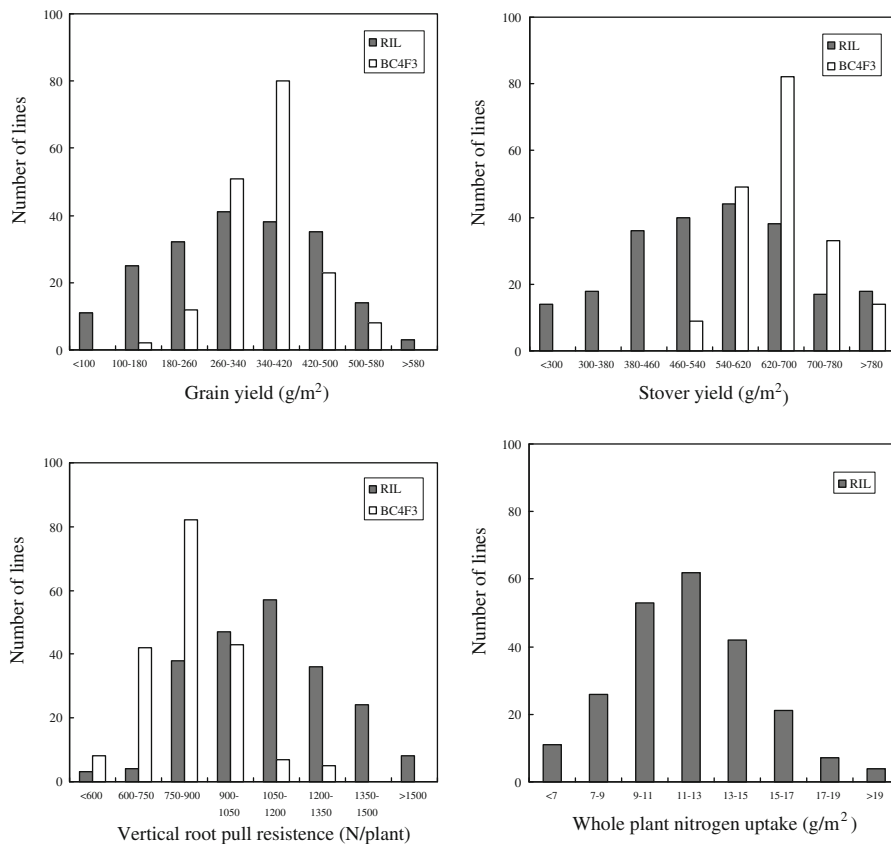 100
80
60
40
20
0
Number of lines
RIL
BC4F3
<100 100-180 180-260 260-340 340-420 420-500 500-580 >580
Grain yield (g/m²)
100
80
60
40
20
0
Number of lines
RIL
BC4F3
<300 300-380 380-460 460-540 540-620 620-700 700-780 >780
Stover yield (g/m²)
100
80
60
40
20
0
Number of lines
RIL
BC4F3
<600 600-750 750-900 900- 1050- 1200- 1350- >1500
1050 1200 1350 1500
Vertical root pull resistence (N/plant)
100
80
60
40
20
0
Number of lines
RIL
<7 7-9 9-11 11-13 13-15 15-17 17-19 >19
Whole plant nitrogen uptake (g/m²)